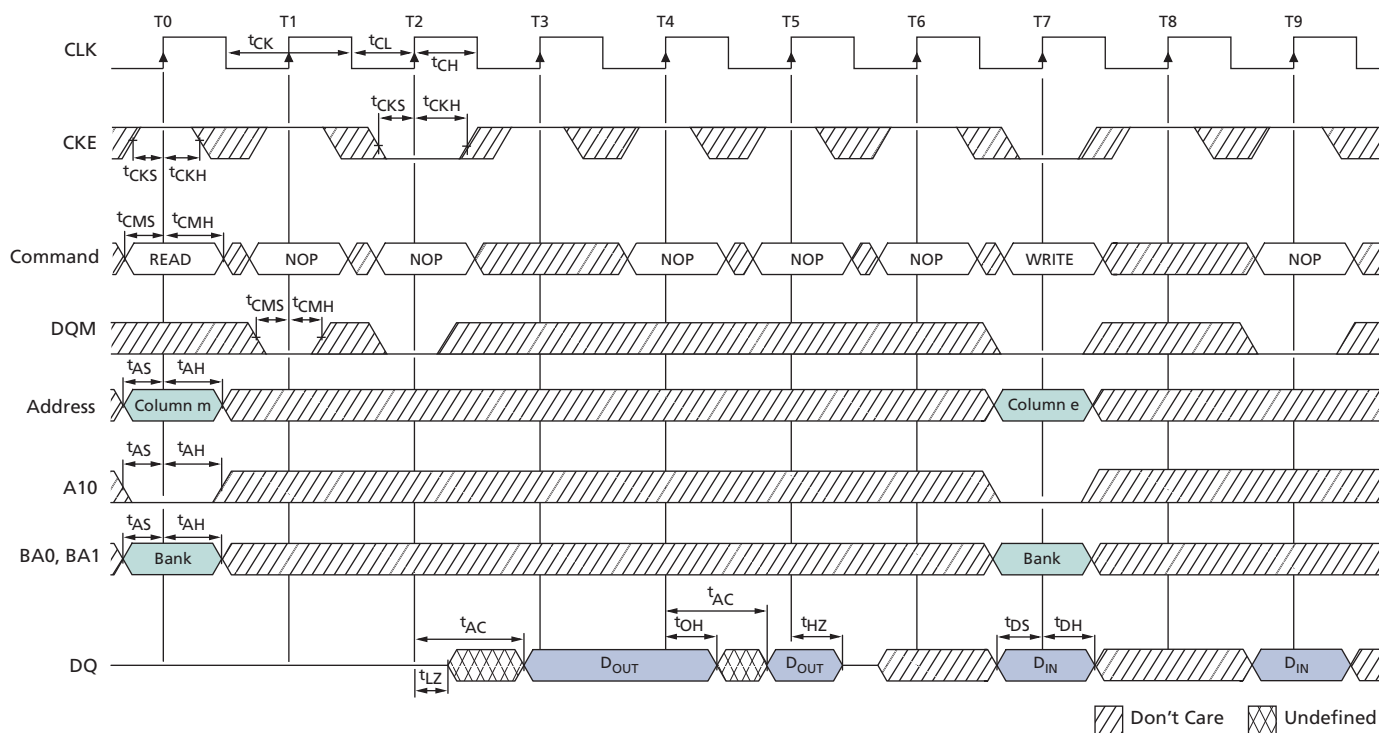 T0 T1 T2 T3 T4 T5 T6 T7 T8 T9
CLK
tCK tCL
tCH
tCKS tCKH
CKE
tCKS tCKH
tCMS tCMH
Command READ NOP NOP NOP NOP NOP WRITE NOP
tCMS tCMH
DQM
tAS tAH
Address Column m Column e
tAS tAH
A10
tAS tAH
BA0, BA1 Bank Bank
tAC
tAC tOH tHZ tDS tDH
DQ DOUT DOUT DIN DIN
tLZ
Don't Care Undefined